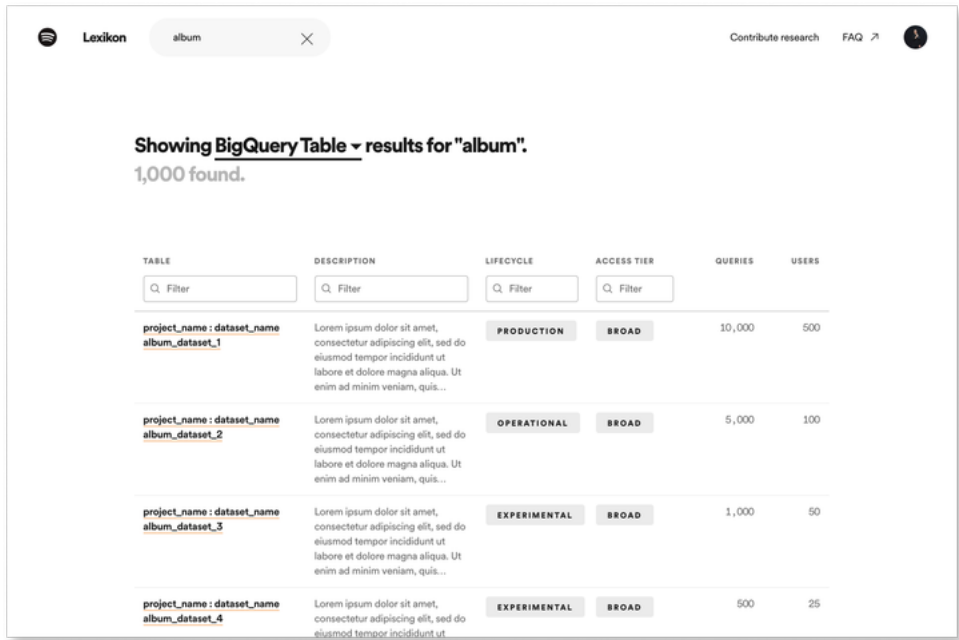 Lexikon
album
Contribute research
FAQ
Showing BigQuery Table results for "album".
1,000 found.
TABLE DESCRIPTION LIFECYCLE ACCESS TIER QUERIES USERS
Filter Filter Filter Filter
project_name : dataset_name
album_dataset_1
Lorem ipsum dolor sit amet,
consectetur adipiscing elit, sed do
eiusmod tempor incididunt ut
labore et dolore magna aliqua. Ut
enim ad minim veniam, quis...
PRODUCTION
BROAD
10,000
500
project_name : dataset_name
album_dataset_2
Lorem ipsum dolor sit amet,
consectetur adipiscing elit, sed do
eiusmod tempor incididunt ut
labore et dolore magna aliqua. Ut
enim ad minim veniam, quis...
OPERATIONAL
BROAD
5,000
100
project_name : dataset_name
album_dataset_3
Lorem ipsum dolor sit amet,
consectetur adipiscing elit, sed do
eiusmod tempor incididunt ut
labore et dolore magna aliqua. Ut
enim ad minim veniam, quis...
EXPERIMENTAL
BROAD
1,000
50
project_name : dataset_name
album_dataset_4
Lorem ipsum dolor sit amet,
consectetur adipiscing elit, sed do
eiusmod tempor incididunt ut
EXPERIMENTAL
BROAD
500
25